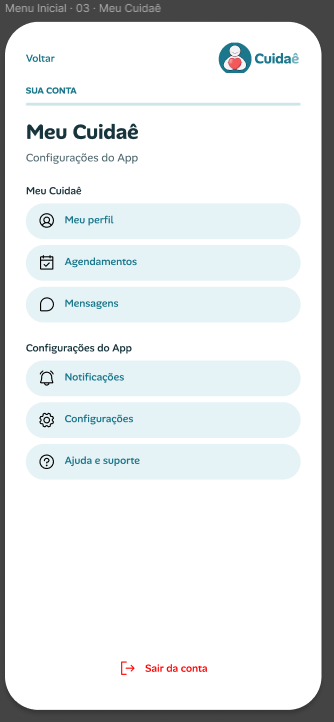 Menu Inicial · 03 · Meu Cuidaê
Voltar
Cuidaê
SUA CONTA
Meu Cuidaê
Configurações do App
Meu Cuidaê
Meu perfil
Agendamentos
Mensagens
Configurações do App
Notificações
Configurações
Ajuda e suporte
Sair da conta